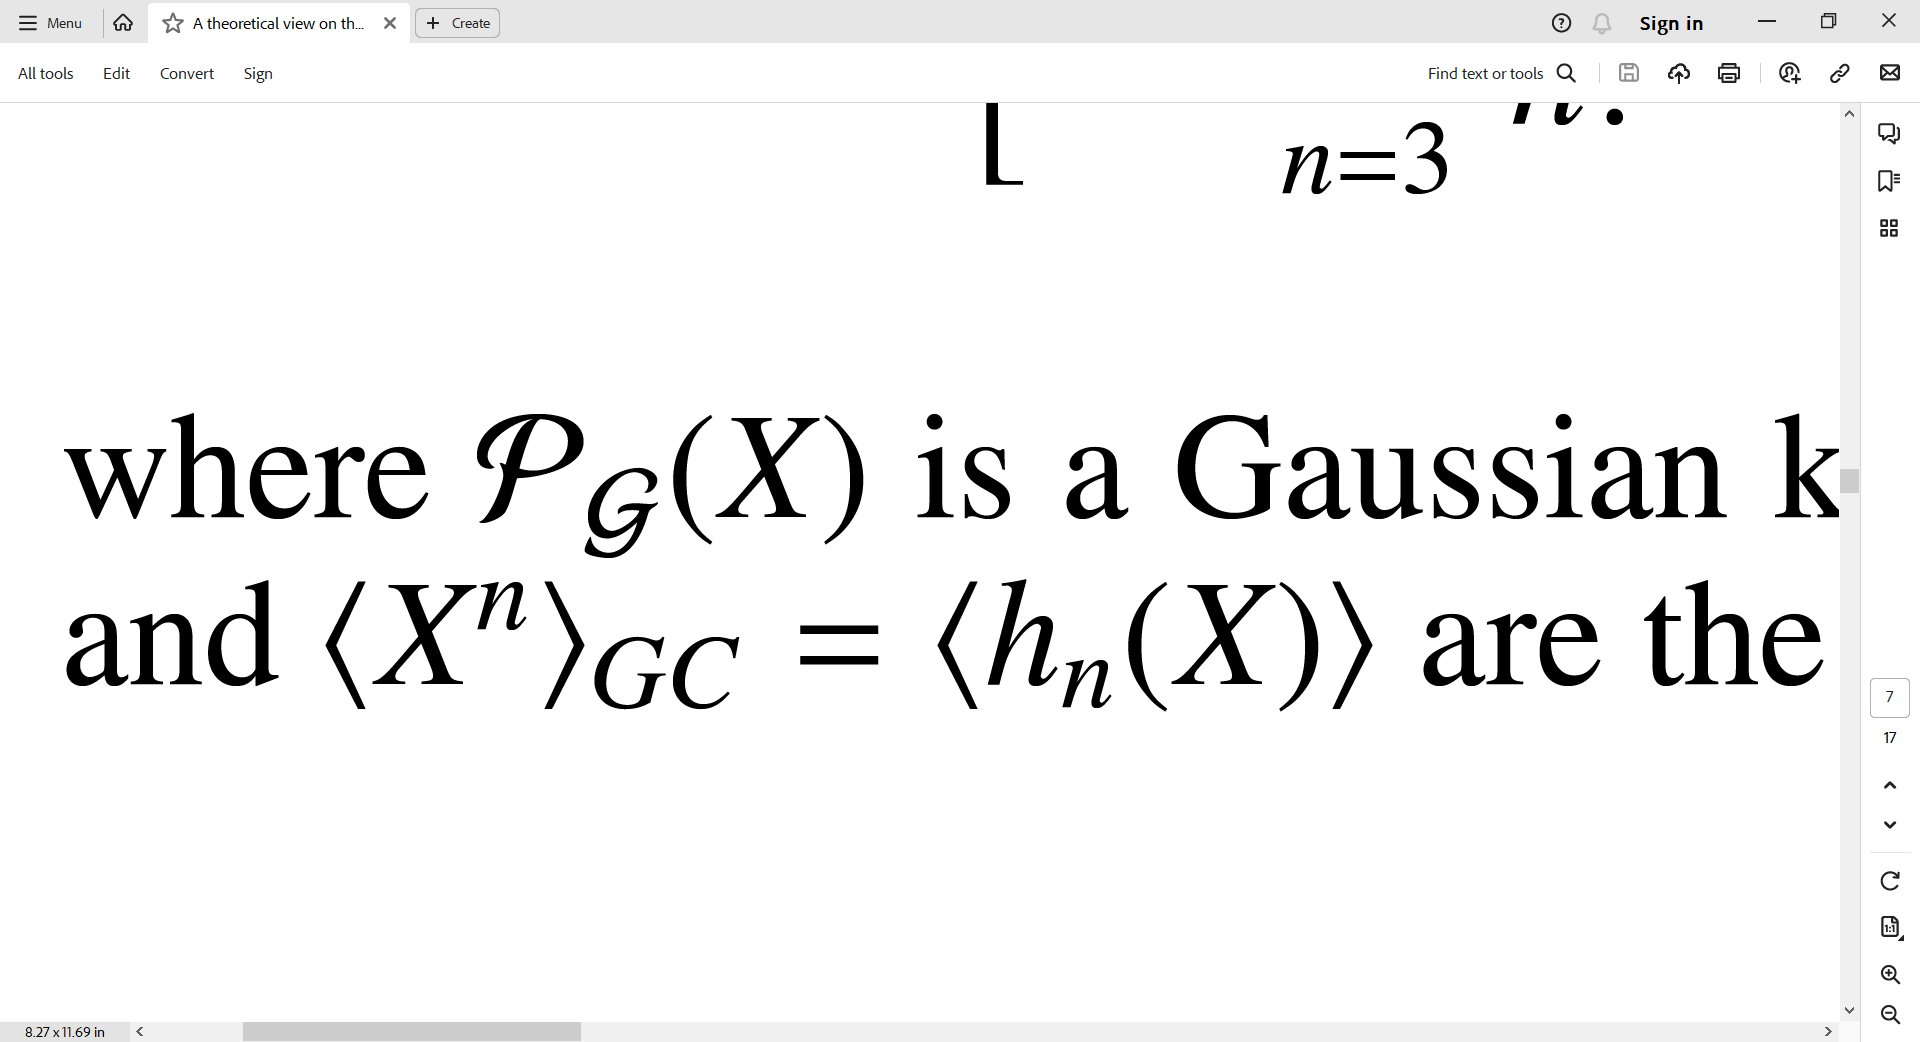 Menu A theoretical view on th... Create Sign in
All tools Edit Convert Sign Find text or tools
n=3
where 𝒫_𝒢(X) is a Gaussian k
and ⟨Xⁿ⟩_GC = ⟨h_n(X)⟩ are the
7
17
8.27 x 11.69 in